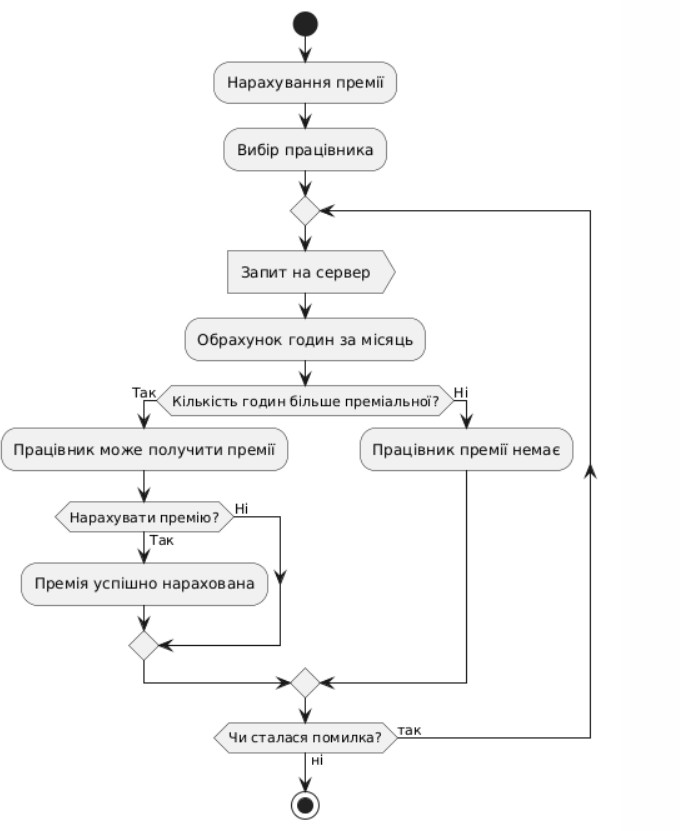 Нарахування премії
Вибір працівника
Запит на сервер
Обрахунок годин за місяць
Так
Кількість годин більше преміальної?
Ні
Працівник може получити премії
Працівник премії немає
Нарахувати премію?
Ні
Так
Премія успішно нарахована
Чи сталася помилка?
так
ні